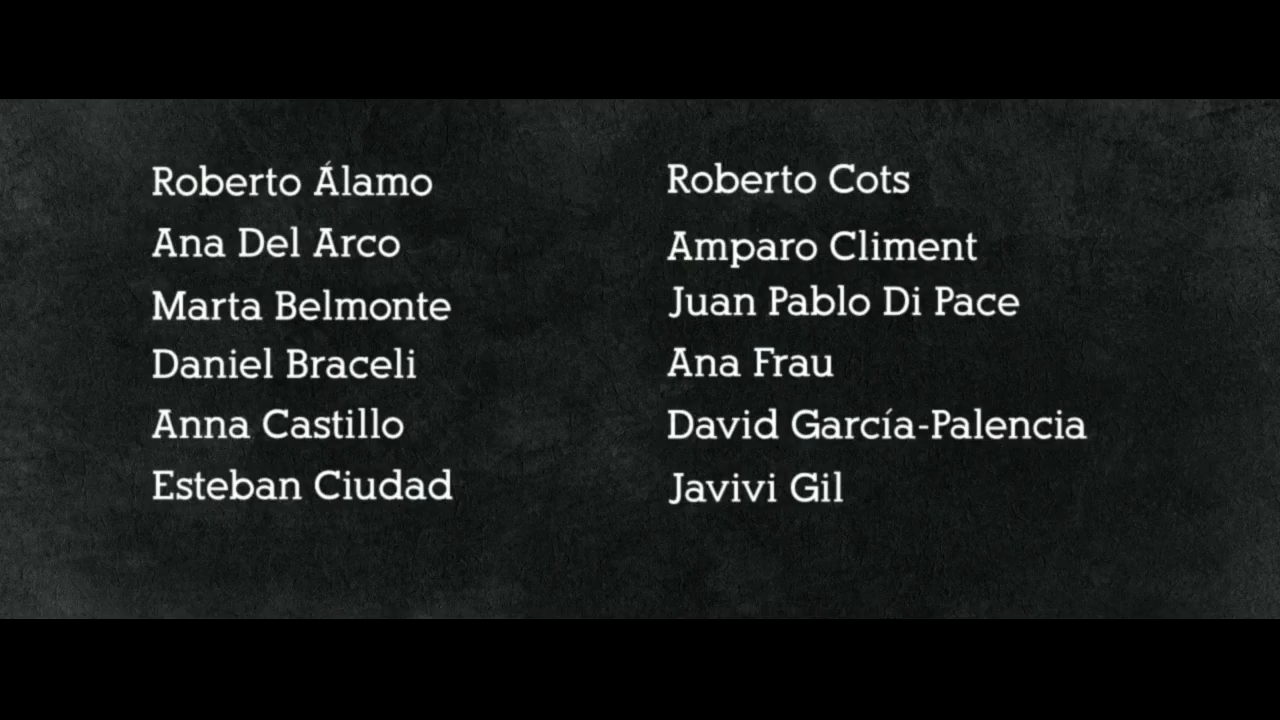 Roberto Álamo
Ana Del Arco
Marta Belmonte
Daniel Braceli
Anna Castillo
Esteban Ciudad
Roberto Cots
Amparo Climent
Juan Pablo Di Pace
Ana Frau
David García-Palencia
Javivi Gil